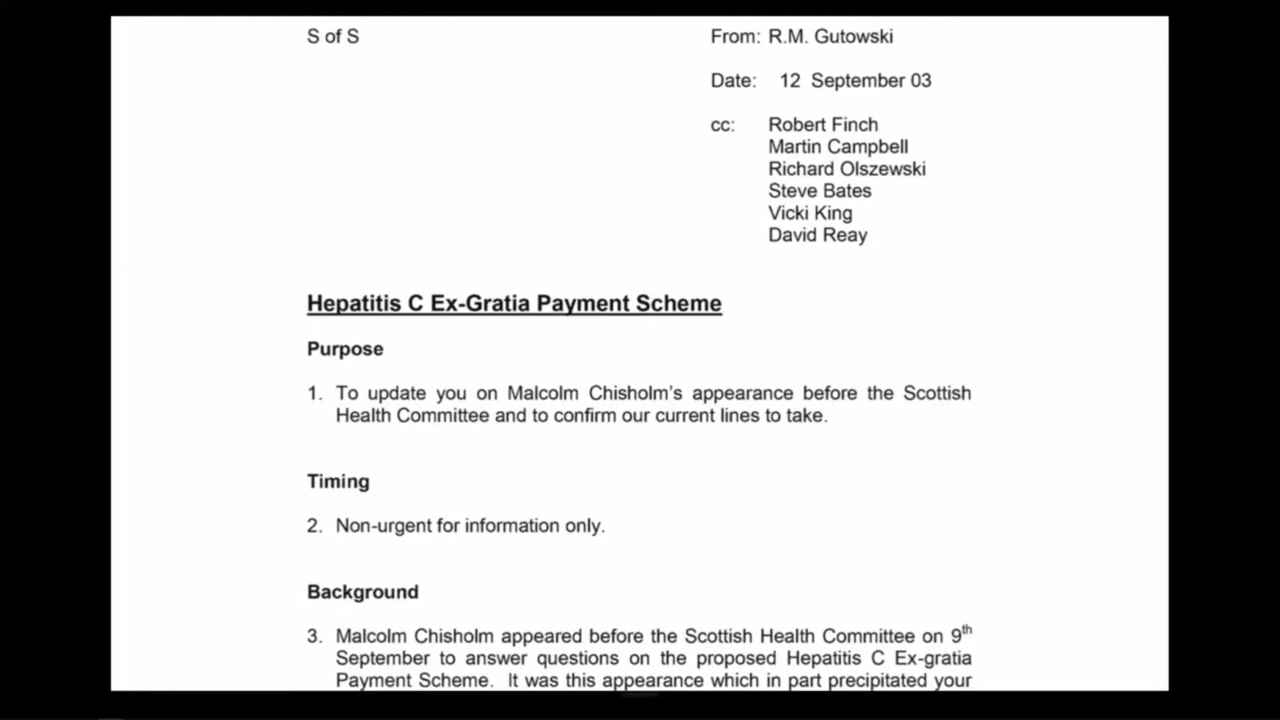 S of S
From: R.M. Gutowski
Date: 12 September 03
cc: Robert Finch
Martin Campbell
Richard Olszewski
Steve Bates
Vicki King
David Reay
Hepatitis C Ex-Gratia Payment Scheme
Purpose
1. To update you on Malcolm Chisholm's appearance before the Scottish
Health Committee and to confirm our current lines to take.
Timing
2. Non-urgent for information only.
Background
3. Malcolm Chisholm appeared before the Scottish Health Committee on 9th
September to answer questions on the proposed Hepatitis C Ex-gratia
Payment Scheme. It was this appearance which in part precipitated your